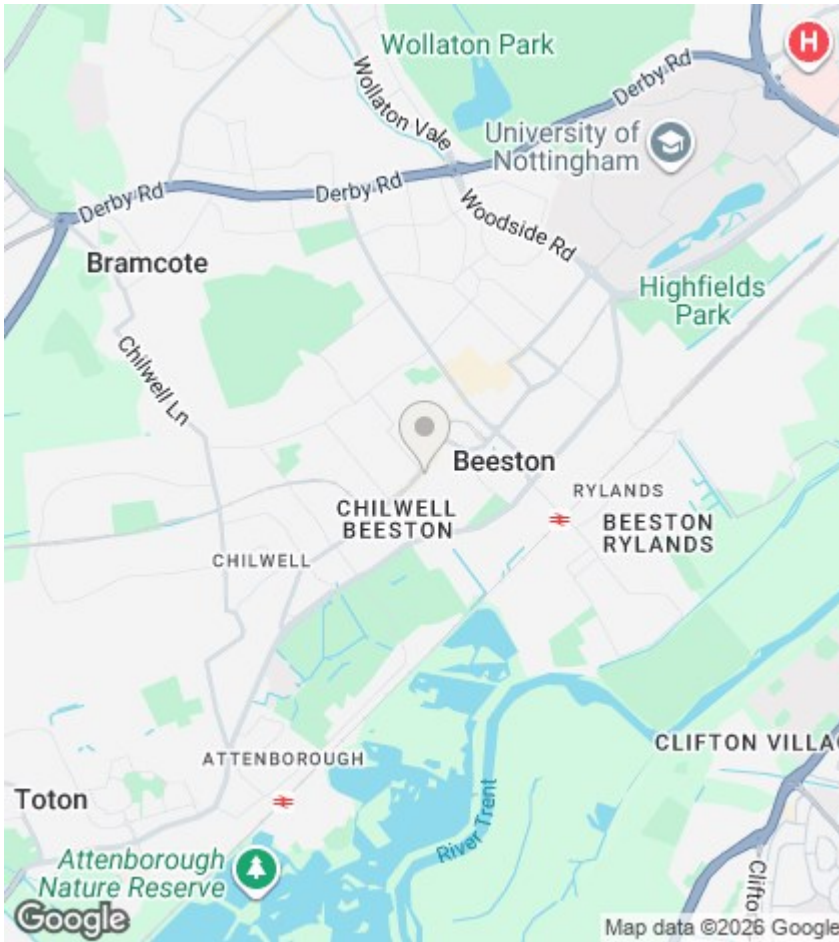 Wollaton Park
H
Derby Rd
Wollaton Vale
University of
Nottingham
Derby Rd
Derby Rd
Woodside Rd
Bramcote
Highfields
Park
Chilwell Ln
Beeston
CHILWELL
BEESTON
RYLANDS
BEESTON
RYLANDS
CHILWELL
CLIFTON VILLAG
ATTENBOROUGH
Toton
River Trent
Attenborough
Nature Reserve
Clifto
Google
Map data ©2026 Google